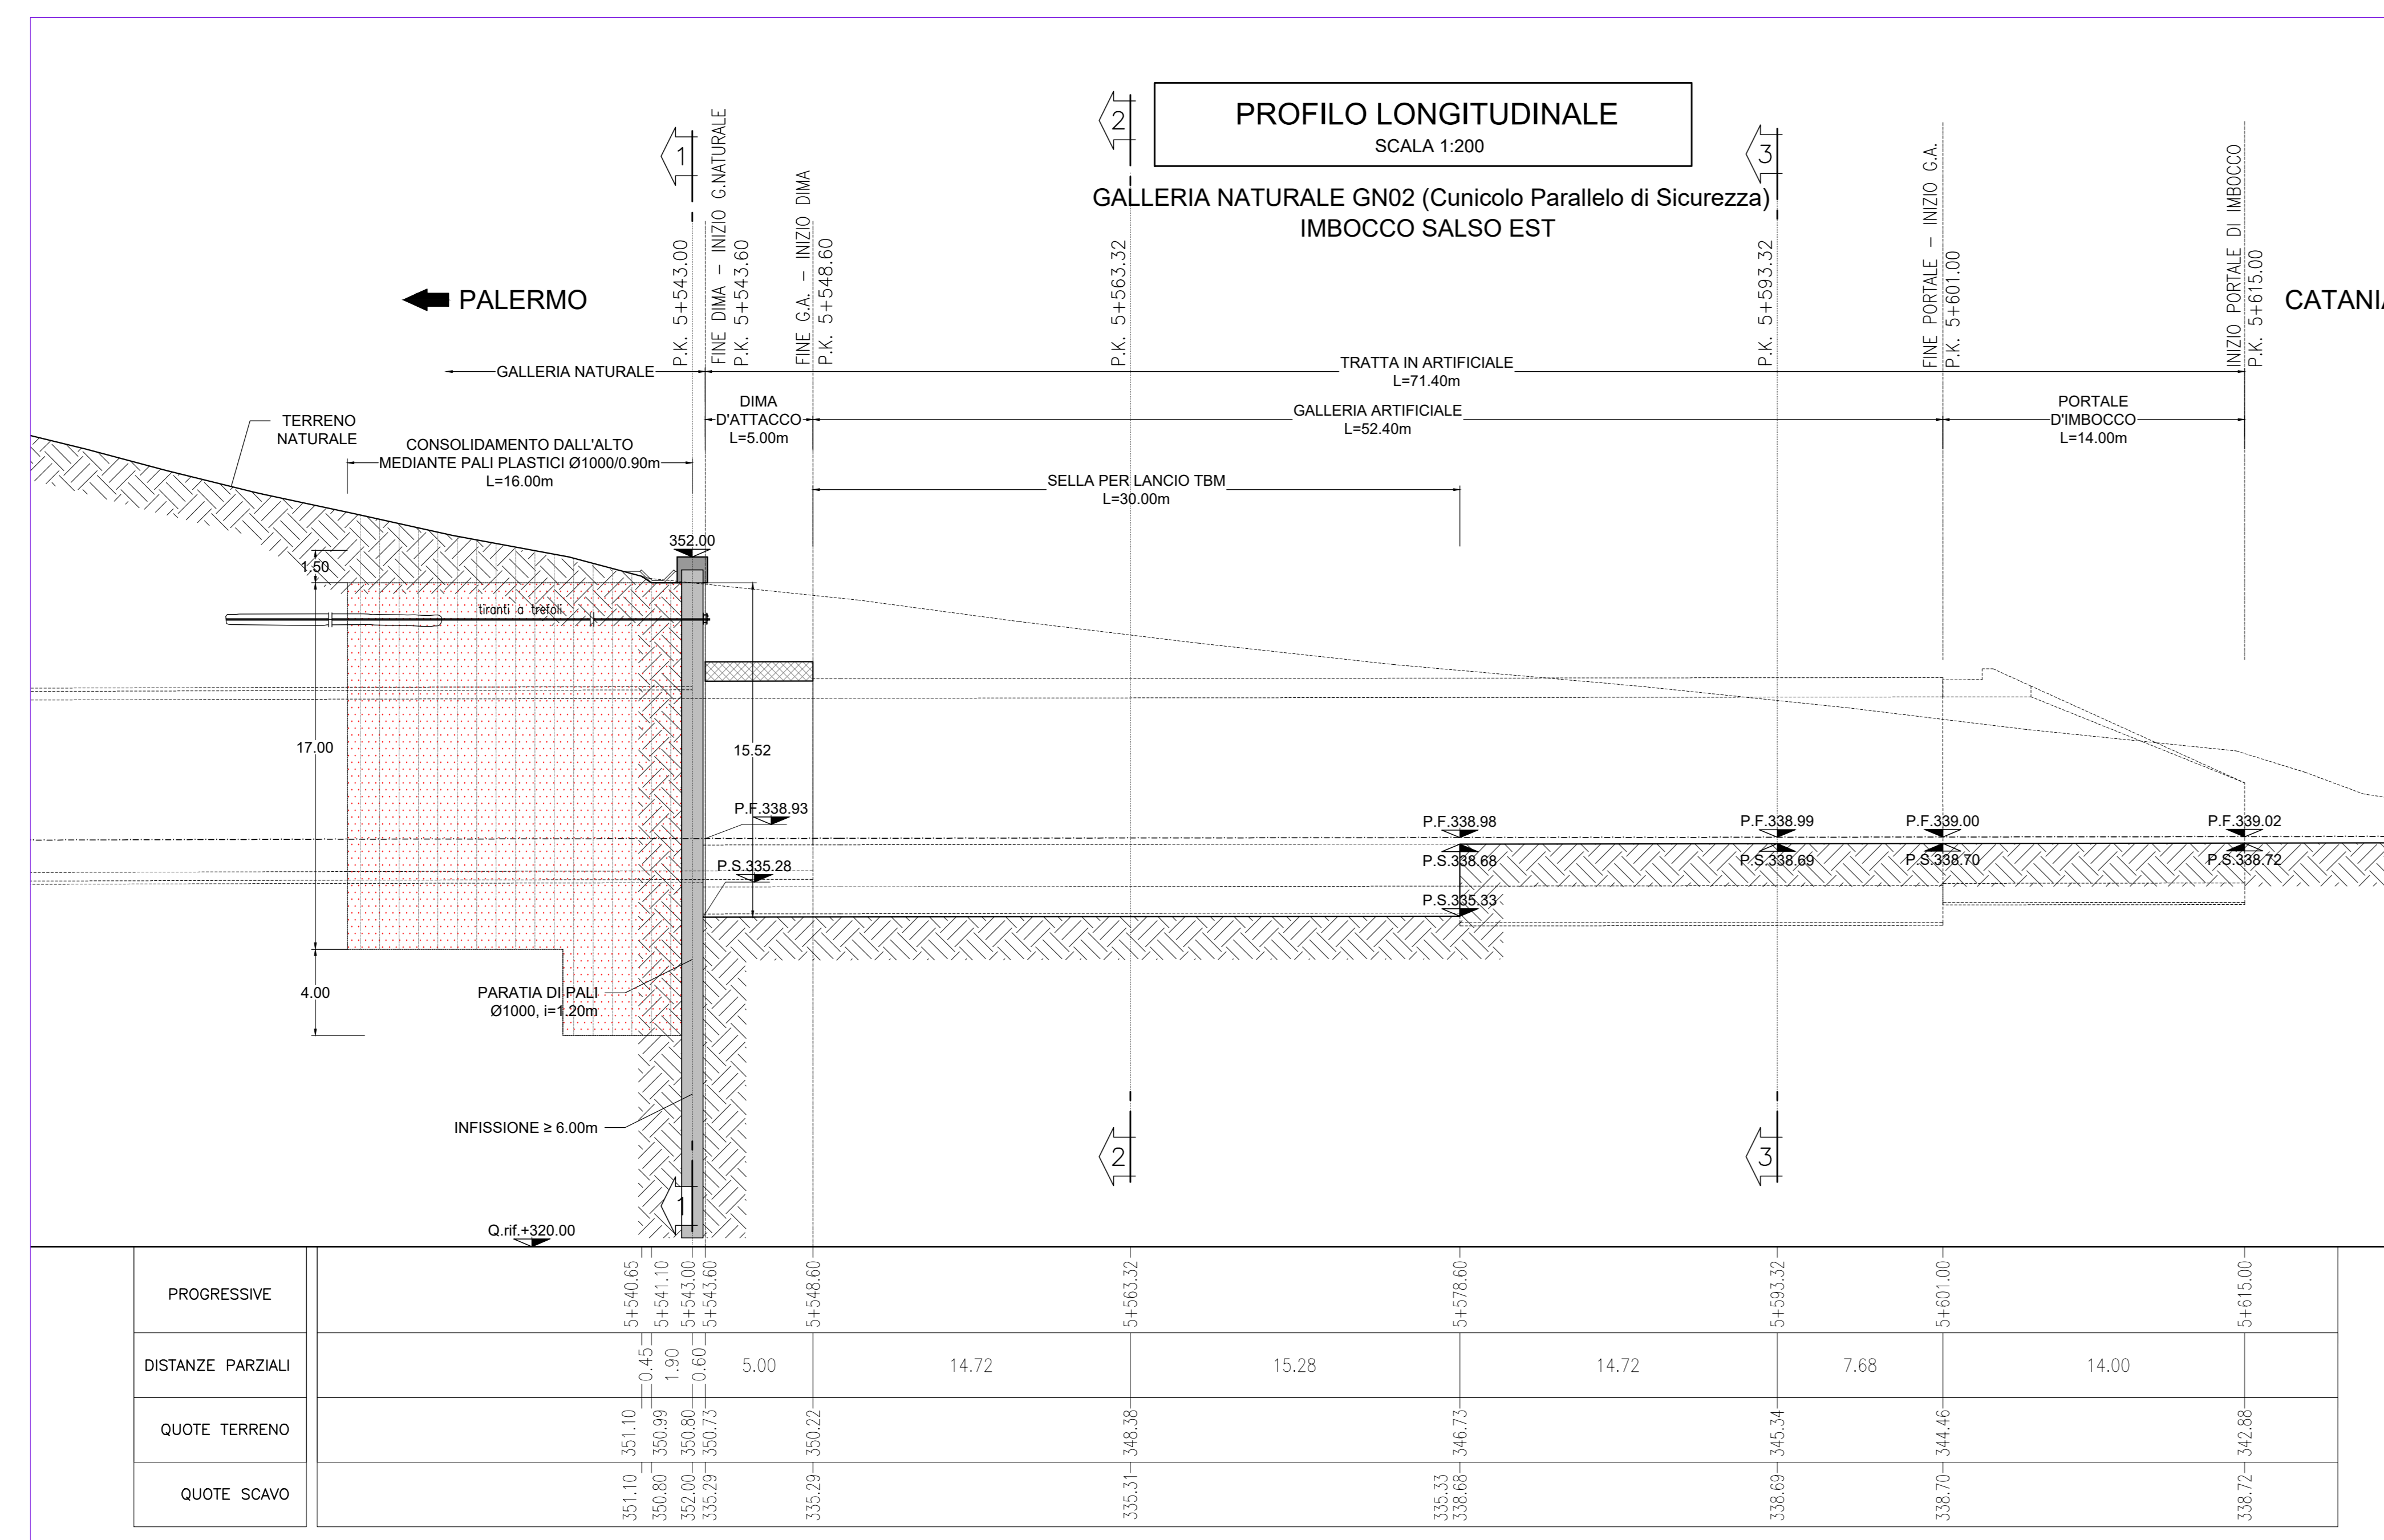 PROFILO LONGITUDINALE
SCALA 1:200
GALLERIA NATURALE GN02 (Cunicolo Parallelo di Sicurezza)
IMBOCCO SALSO EST
PALERMO
CATANIA
1
2
3
P.K. 5+543.00
FINE DIMA - INIZIO G.NATURALE
P.K. 5+543.60
FINE G.A. - INIZIO DIMA
P.K. 5+548.60
P.K. 5+563.32
P.K. 5+593.32
FINE PORTALE - INIZIO G.A.
P.K. 5+601.00
INIZIO PORTALE DI IMBOCCO
P.K. 5+615.00
GALLERIA NATURALE
TRATTA IN ARTIFICIALE
L=71.40m
DIMA
D'ATTACCO
L=5.00m
GALLERIA ARTIFICIALE
L=52.40m
PORTALE
D'IMBOCCO
L=14.00m
TERRENO
NATURALE
CONSOLIDAMENTO DALL'ALTO
MEDIANTE PALI PLASTICI Ø1000/0.90m
L=16.00m
SELLA PER LANCIO TBM
L=30.00m
352.00
1.50
tiranti a trefoli
17.00
15.52
P.F.338.93
P.F.338.98
P.F.338.99
P.F.339.00
P.F.339.02
P.S.335.28
P.S.338.68
P.S.338.69
P.S.338.70
P.S.338.72
P.S.335.33
4.00
PARATIA DI PALI
Ø1000, i=1.20m
INFISSIONE ≥ 6.00m
1
2
3
Q.rif.+320.00
PROGRESSIVE 5+540.65 5+541.10 5+543.00 5+543.60 5+548.60 5+563.32 5+578.60 5+593.32 5+601.00 5+615.00
DISTANZE PARZIALI 0.45 1.90 0.60 5.00 14.72 15.28 14.72 7.68 14.00
QUOTE TERRENO 351.10 350.99 350.80 350.73 350.22 348.38 346.73 345.34 344.46 342.88
QUOTE SCAVO 351.10 350.80 352.00 335.29 335.29 335.31 335.33 338.68 338.69 338.70 338.72